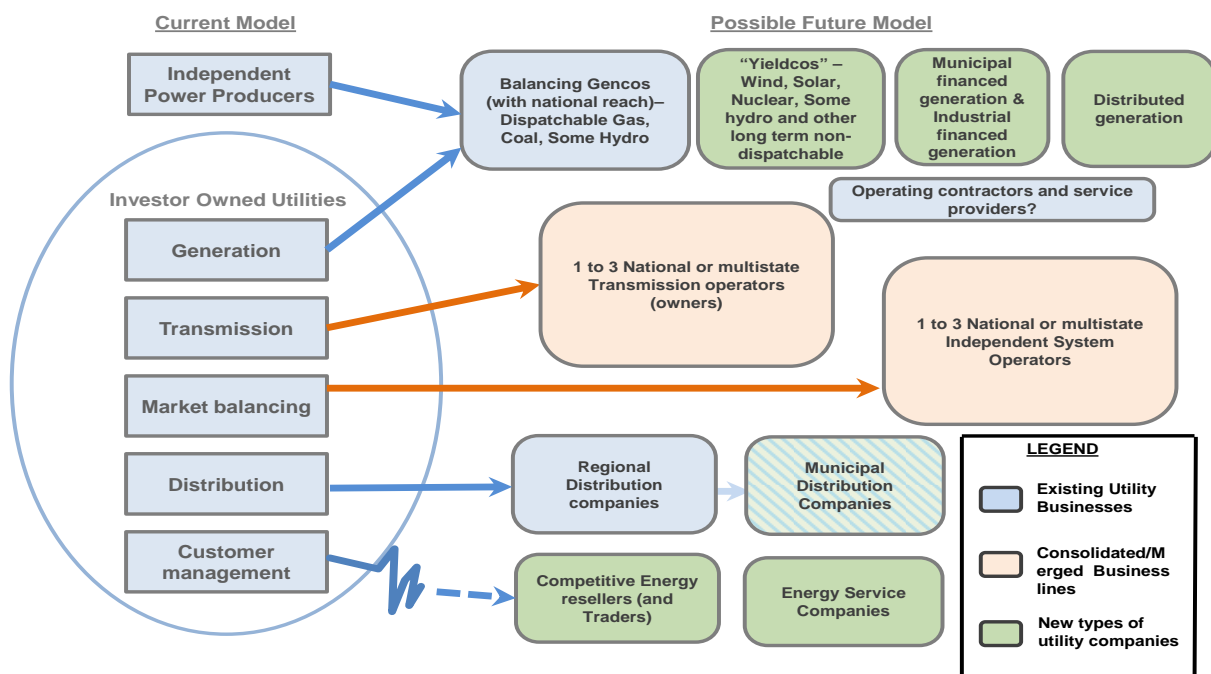 Current Model
Possible Future Model
Independent
Power Producers
Balancing Gencos
(with national reach)–
Dispatchable Gas,
Coal, Some Hydro
“Yieldcos” –
Wind, Solar,
Nuclear, Some
hydro and other
long term non-
dispatchable
Municipal
financed
generation &
Industrial
financed
generation
Distributed
generation
Operating contractors and service
providers?
Investor Owned Utilities
Generation
Transmission
Market balancing
Distribution
Customer
management
1 to 3 National or multistate
Transmission operators
(owners)
1 to 3 National or multistate
Independent System
Operators
Regional
Distribution
companies
Municipal
Distribution
Companies
Competitive Energy
resellers (and
Traders)
Energy Service
Companies
LEGEND
Existing Utility
Businesses
Consolidated/M
erged Business
lines
New types of
utility companies